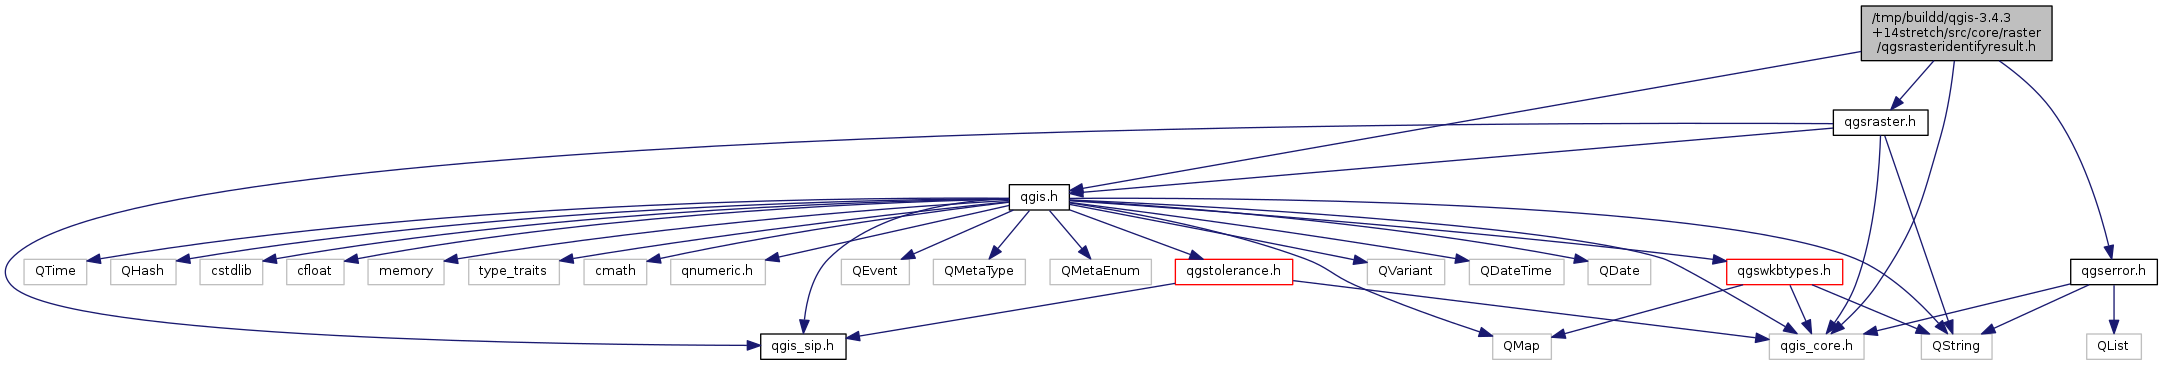 /tmp/buildd/qgis-3.4.3
+14stretch/src/core/raster
/qgsrasteridentifyresult.h
qgsraster.h
qgis.h
QTime
QHash
cstdlib
cfloat
memory
type_traits
cmath
qnumeric.h
QEvent
QMetaType
QMetaEnum
qgstolerance.h
QVariant
QDateTime
QDate
qgswkbtypes.h
qgserror.h
qgis_sip.h
QMap
qgis_core.h
QString
QList